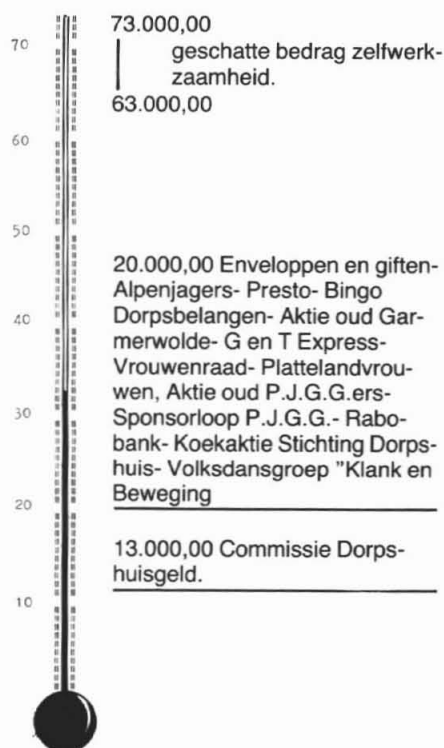 73.000,00
70
geschatte bedrag zelfwerk-
zaamheid.
63.000,00
60
50
20.000,00 Enveloppen en giften-
Alpenjagers- Presto- Bingo
Dorpsbelangen- Aktie oud Gar-
40
merwolde- G en T Express-
Vrouwenraad- Plattelandvrou-
wen, Aktie oud P.J.G.G.ers-
30
Sponsorloop P.J.G.G.- Rabo-
bank- Koekaktie Stichting Dorps-
huis- Volksdansgroep "Klank en
Beweging
20
13.000,00 Commissie Dorps-
huisgeld.
10